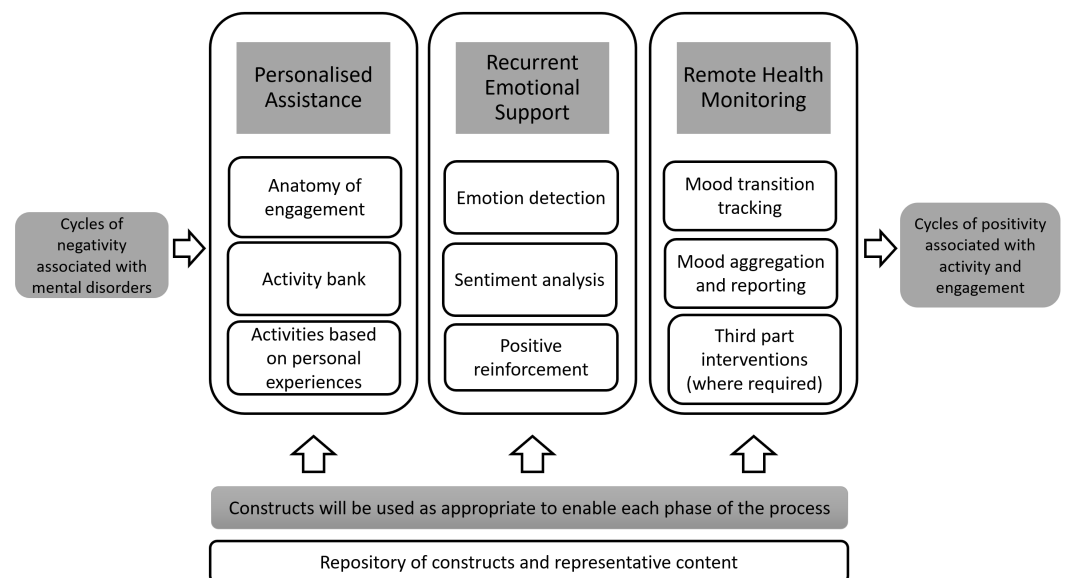 Cycles of
negativity
associated with
mental disorders
Personalised
Assistance
Anatomy of
engagement
Activity bank
Activities based
on personal
experiences
Recurrent
Emotional
Support
Emotion detection
Sentiment analysis
Positive
reinforcement
Remote Health
Monitoring
Mood transition
tracking
Mood aggregation
and reporting
Third part
interventions
(where required)
Cycles of positivity
associated with
activity and
engagement
Constructs will be used as appropriate to enable each phase of the process
Repository of constructs and representative content